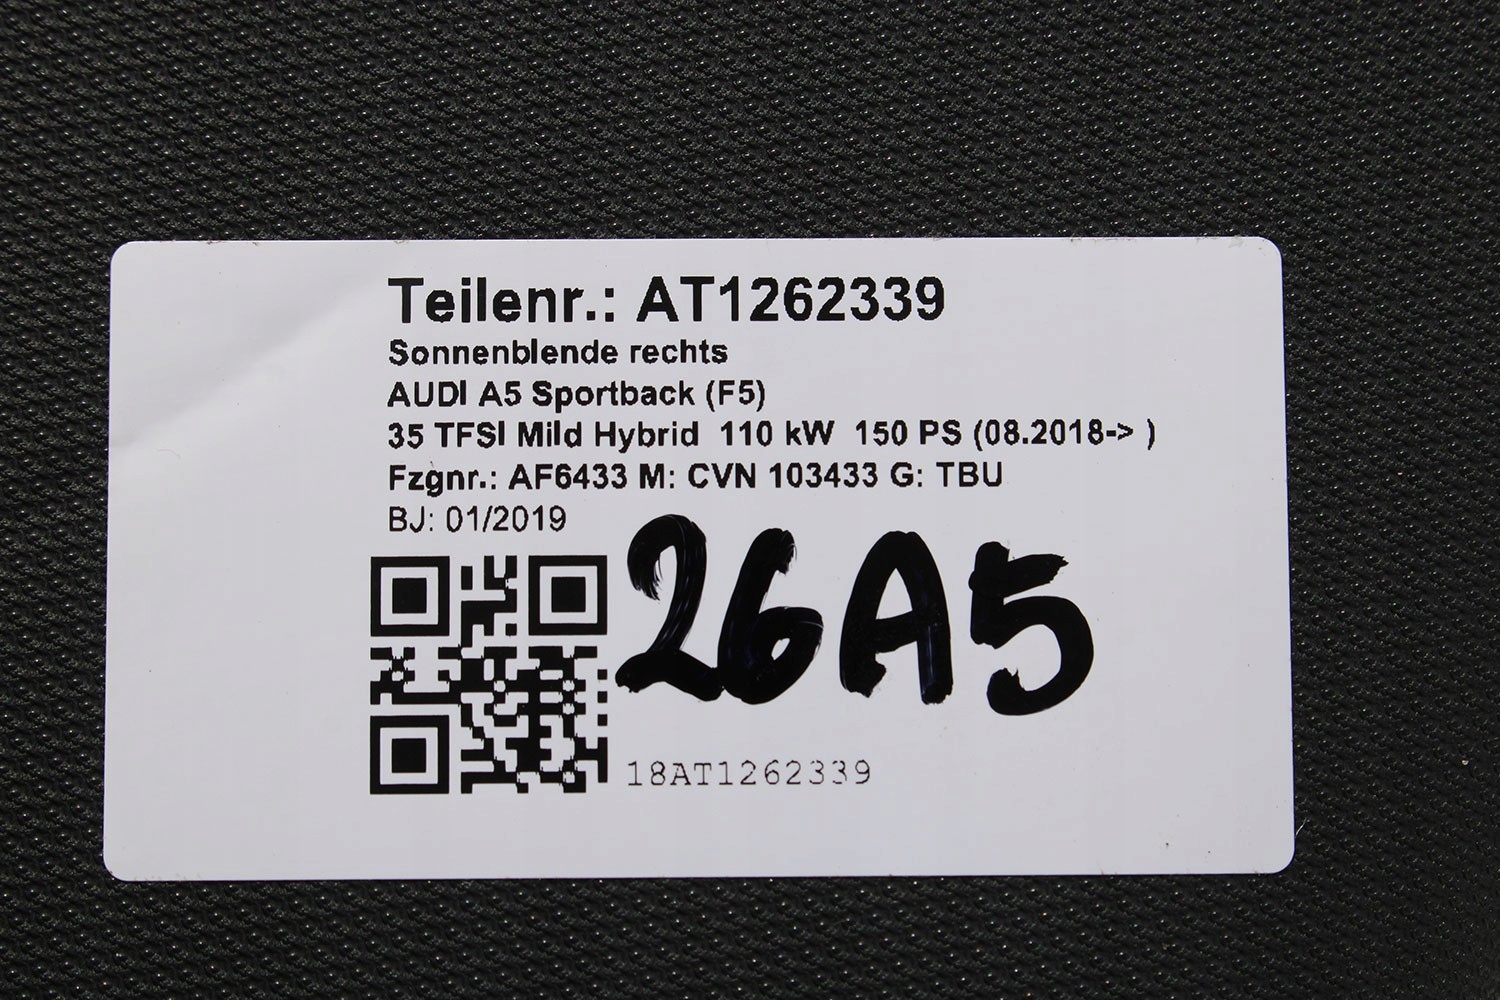 Teilenr.: AT1262339
Sonnenblende rechts
AUDI A5 Sportback (F5)
35 TFSI Mild Hybrid  110 kW  150 PS (08.2018-> )
Fzgnr.: AF6433 M: CVN 103433 G: TBU
BJ: 01/2019
26A5
18AT1262339